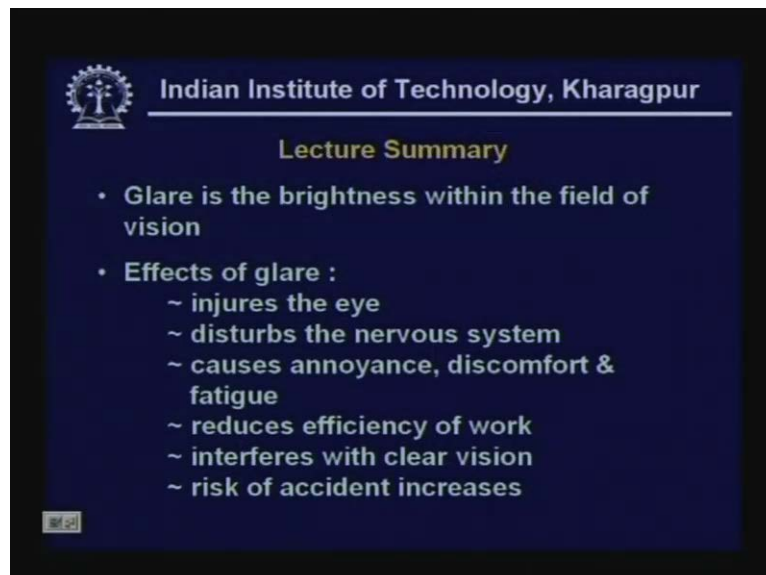 Indian Institute of Technology, Kharagpur
Lecture Summary
• Glare is the brightness within the field of
vision
• Effects of glare :
~ injures the eye
~ disturbs the nervous system
~ causes annoyance, discomfort &
fatigue
~ reduces efficiency of work
~ interferes with clear vision
~ risk of accident increases